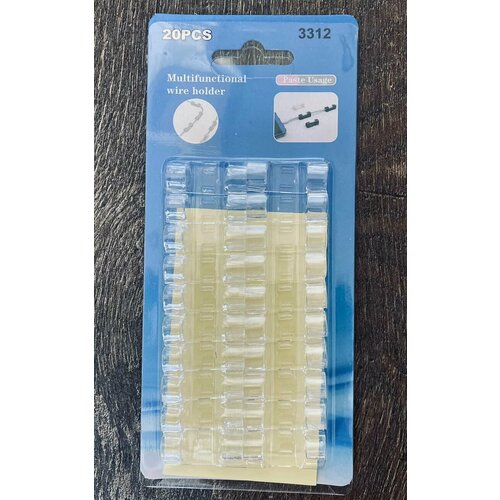 20PCS 3312
Multifunctional
wire holder
Paste Usage